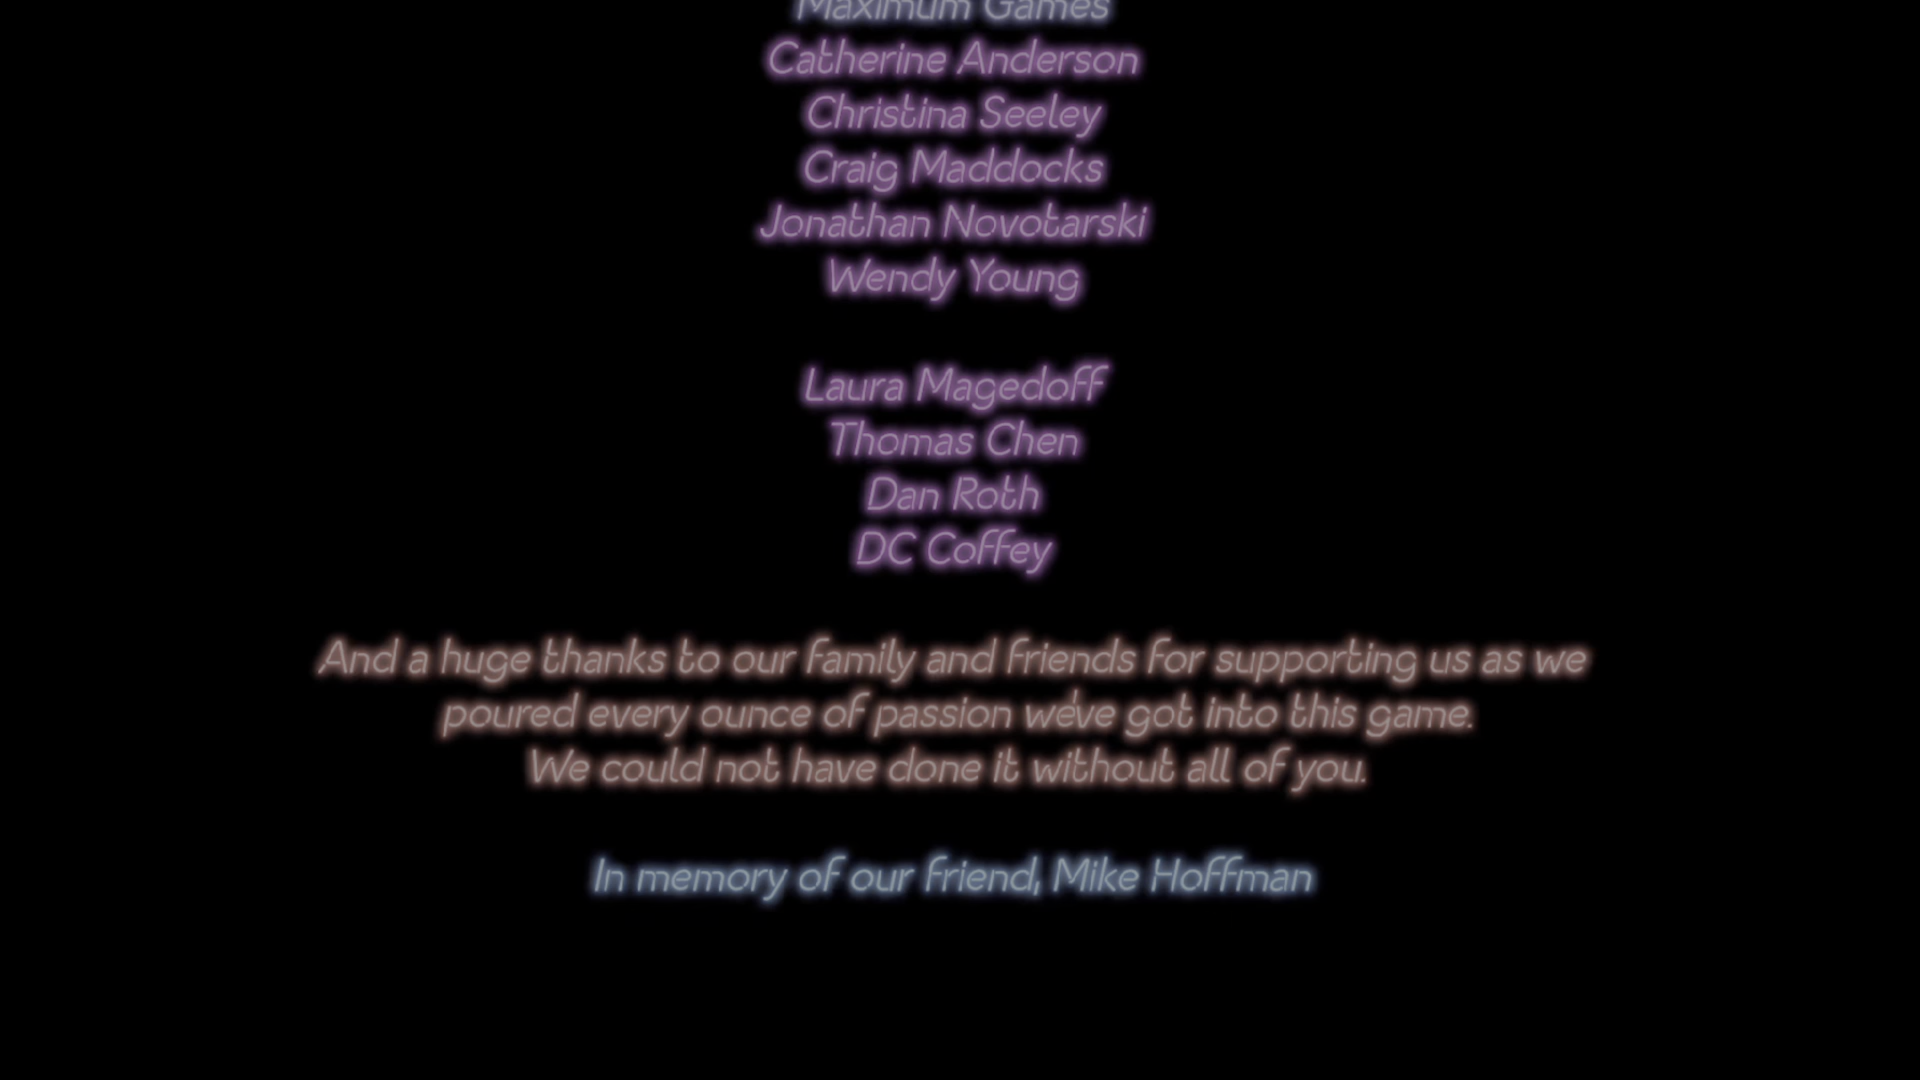 Maximum Games
Catherine Anderson
Christina Seeley
Craig Maddocks
Jonathan Novotarski
Wendy Young
Laura Magedoff
Thomas Chen
Dan Roth
DC Coffey
And a huge thanks to our family and friends for supporting us as we
poured every ounce of passion we've got into this game.
We could not have done it without all of you.
In memory of our friend, Mike Hoffman